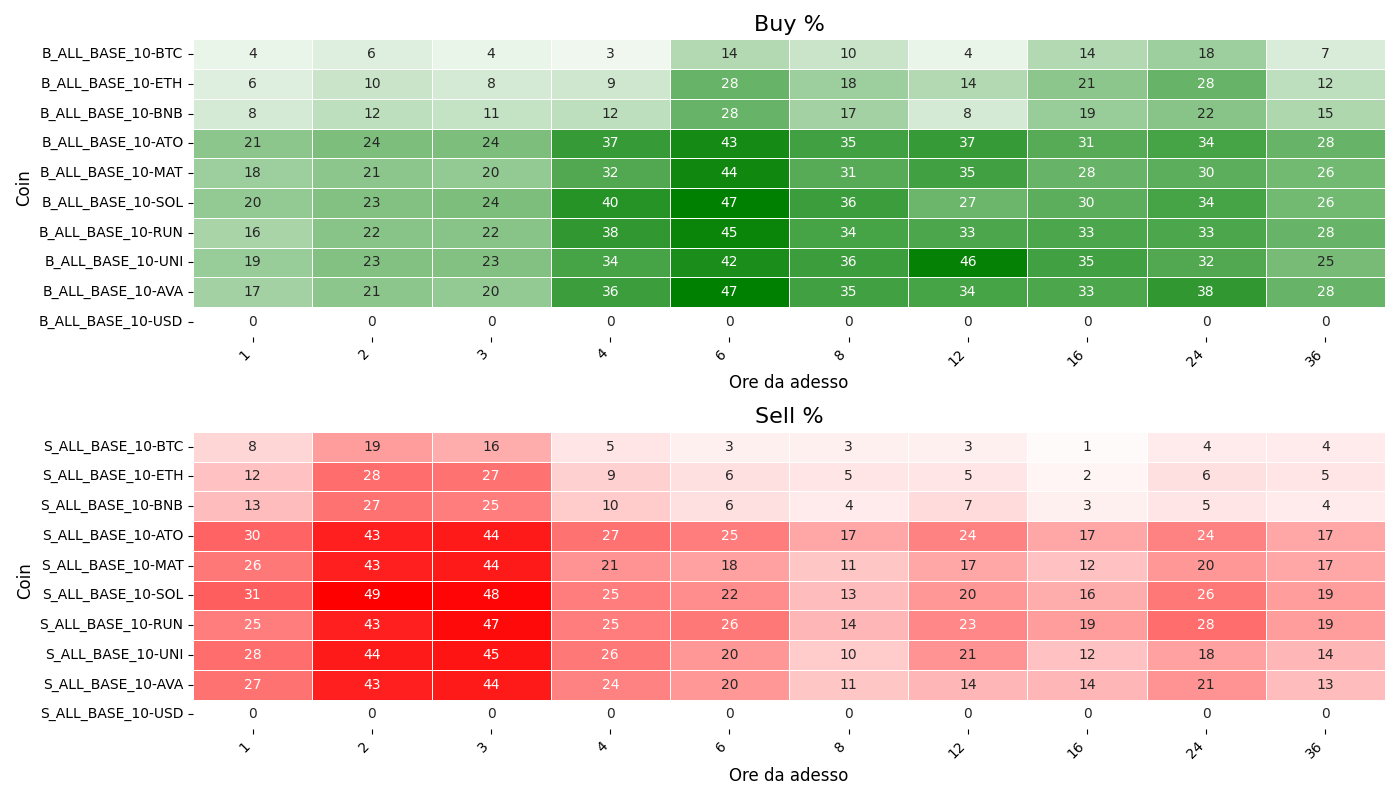 Buy %
Coin
B_ALL_BASE_10-BTC 4 6 4 3 14 10 4 14 18 7
B_ALL_BASE_10-ETH 6 10 8 9 28 18 14 21 28 12
B_ALL_BASE_10-BNB 8 12 11 12 28 17 8 19 22 15
B_ALL_BASE_10-ATO 21 24 24 37 43 35 37 31 34 28
B_ALL_BASE_10-MAT 18 21 20 32 44 31 35 28 30 26
B_ALL_BASE_10-SOL 20 23 24 40 47 36 27 30 34 26
B_ALL_BASE_10-RUN 16 22 22 38 45 34 33 33 33 28
B_ALL_BASE_10-UNI 19 23 23 34 42 36 46 35 32 25
B_ALL_BASE_10-AVA 17 21 20 36 47 35 34 33 38 28
B_ALL_BASE_10-USD 0 0 0 0 0 0 0 0 0 0
1 2 3 4 6 8 12 16 24 36
Ore da adesso
Sell %
Coin
S_ALL_BASE_10-BTC 8 19 16 5 3 3 3 1 4 4
S_ALL_BASE_10-ETH 12 28 27 9 6 5 5 2 6 5
S_ALL_BASE_10-BNB 13 27 25 10 6 4 7 3 5 4
S_ALL_BASE_10-ATO 30 43 44 27 25 17 24 17 24 17
S_ALL_BASE_10-MAT 26 43 44 21 18 11 17 12 20 17
S_ALL_BASE_10-SOL 31 49 48 25 22 13 20 16 26 19
S_ALL_BASE_10-RUN 25 43 47 25 26 14 23 19 28 19
S_ALL_BASE_10-UNI 28 44 45 26 20 10 21 12 18 14
S_ALL_BASE_10-AVA 27 43 44 24 20 11 14 14 21 13
S_ALL_BASE_10-USD 0 0 0 0 0 0 0 0 0 0
1 2 3 4 6 8 12 16 24 36
Ore da adesso